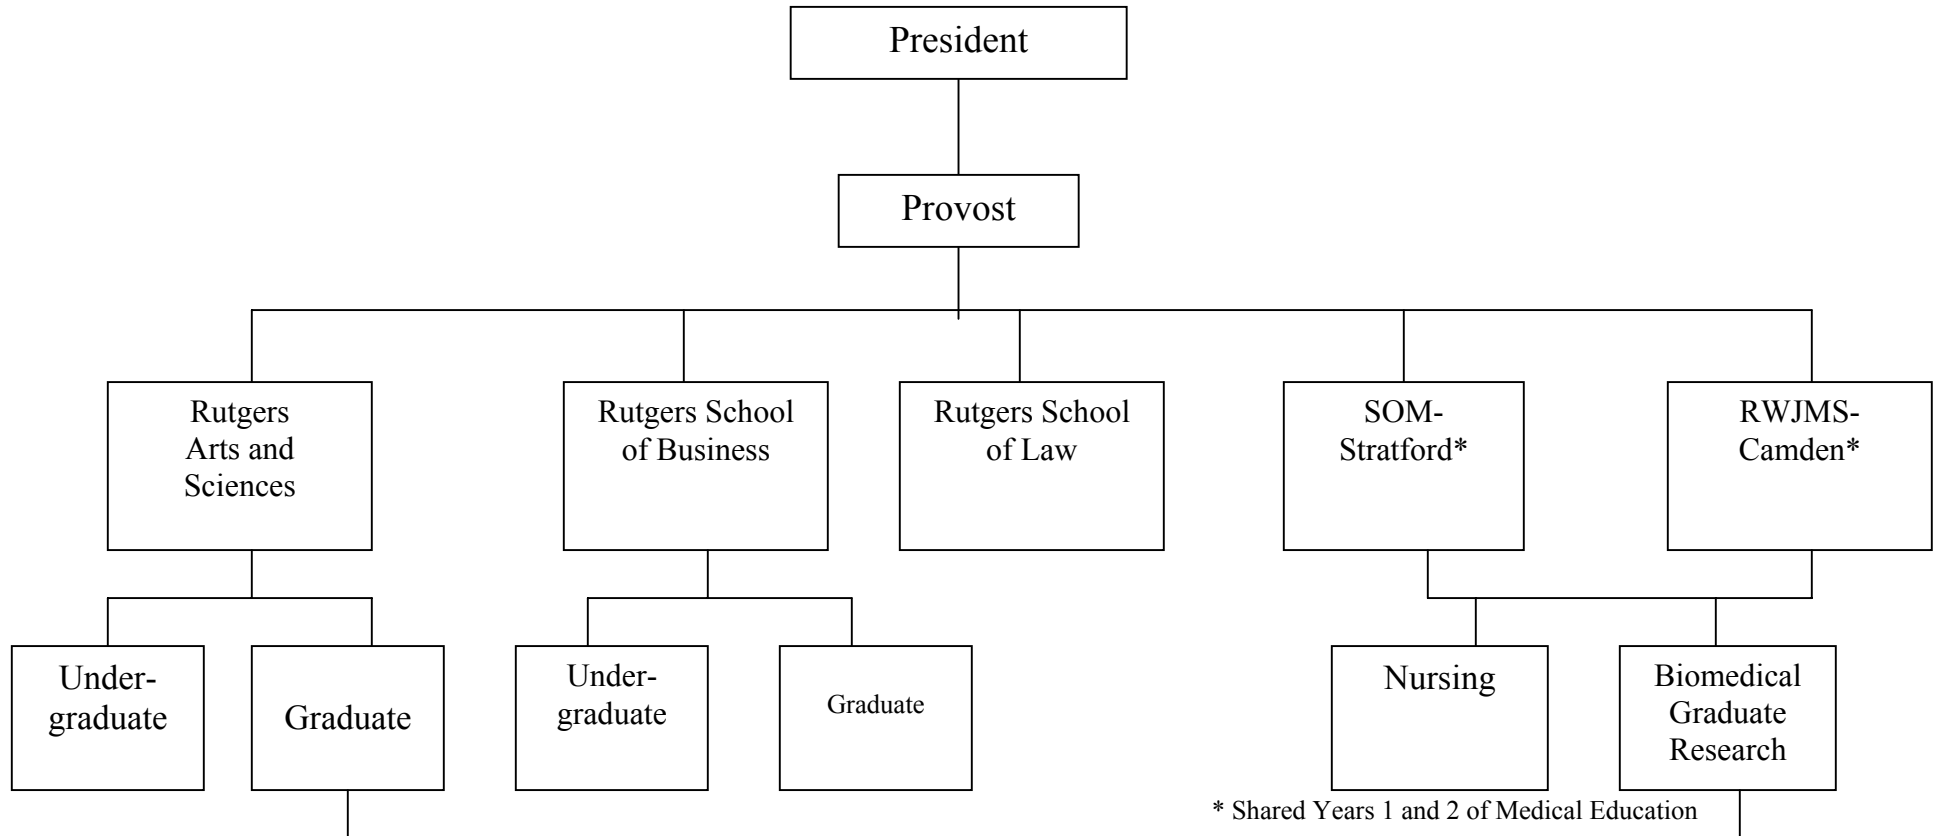 President
Provost
Rutgers
Arts and
Sciences
Rutgers School
of Business
Rutgers School
of Law
SOM-
Stratford*
RWJMS-
Camden*
Under-
graduate
Graduate
Under-
graduate
Graduate
Nursing
Biomedical
Graduate
Research
* Shared Years 1 and 2 of Medical Education